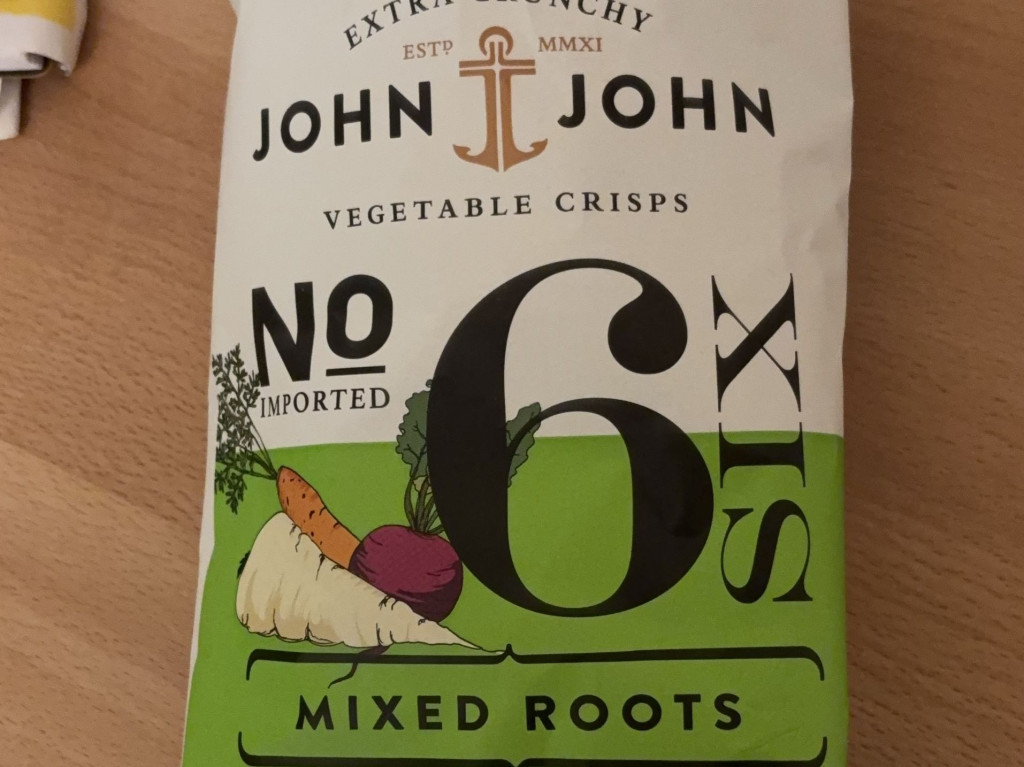 EXTRA CRUNCHY
ESTD MMXI
JOHN JOHN
VEGETABLE CRISPS
No 6 SIX
IMPORTED
MIXED ROOTS